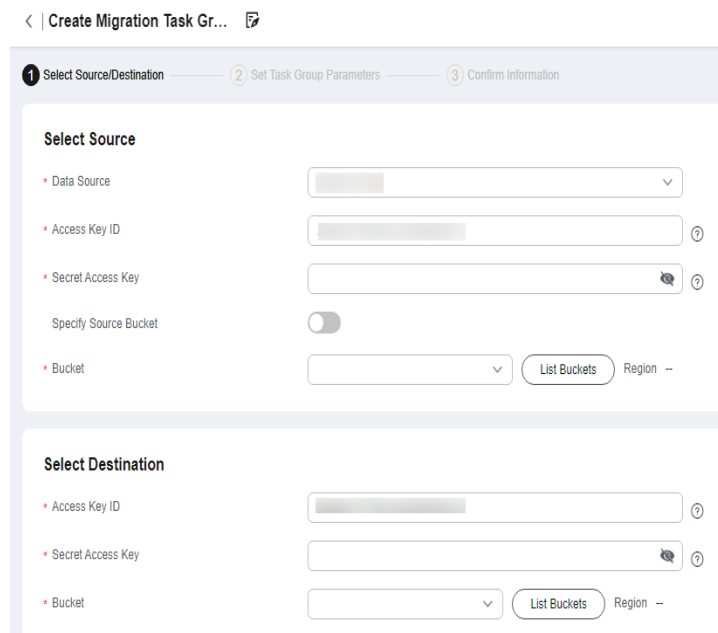 Create Migration Task Gr...
1 Select Source/Destination 2 Set Task Group Parameters 3 Confirm Information
Select Source
* Data Source
* Access Key ID
* Secret Access Key
Specify Source Bucket
* Bucket List Buckets Region --
Select Destination
* Access Key ID
* Secret Access Key
* Bucket List Buckets Region --